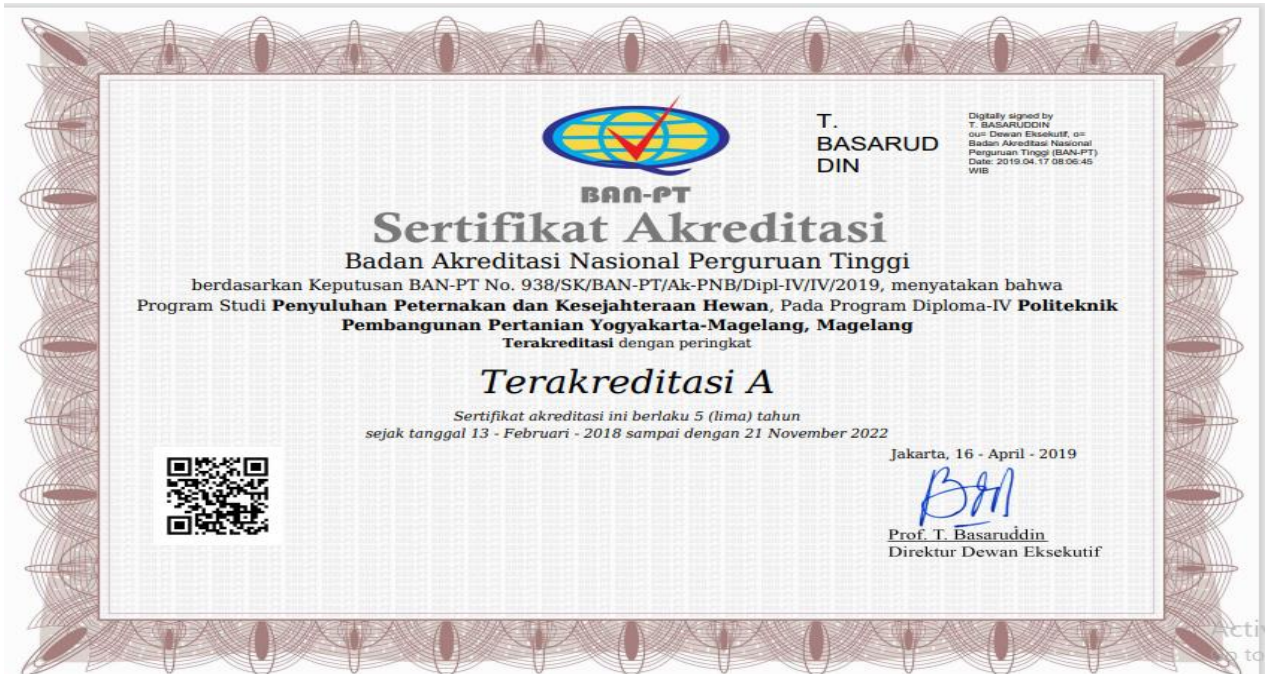 T.
BASARUD
DIN
Digitally signed by
T. BASARUDDIN
ou= Dewan Eksekutif, o=
Badan Akreditasi Nasional
Perguruan Tinggi (BAN-PT)
Date: 2019.04.17 08:06:45
WIB
BAN-PT
Sertifikat Akreditasi
Badan Akreditasi Nasional Perguruan Tinggi
berdasarkan Keputusan BAN-PT No. 938/SK/BAN-PT/Ak-PNB/Dipl-IV/IV/2019, menyatakan bahwa
Program Studi Penyuluhan Peternakan dan Kesejahteraan Hewan, Pada Program Diploma-IV Politeknik
Pembangunan Pertanian Yogyakarta-Magelang, Magelang
Terakreditasi dengan peringkat
Terakreditasi A
Sertifikat akreditasi ini berlaku 5 (lima) tahun
sejak tanggal 13 - Februari - 2018 sampai dengan 21 November 2022
Jakarta, 16 - April - 2019
Prof. T. Basaruddin
Direktur Dewan Eksekutif